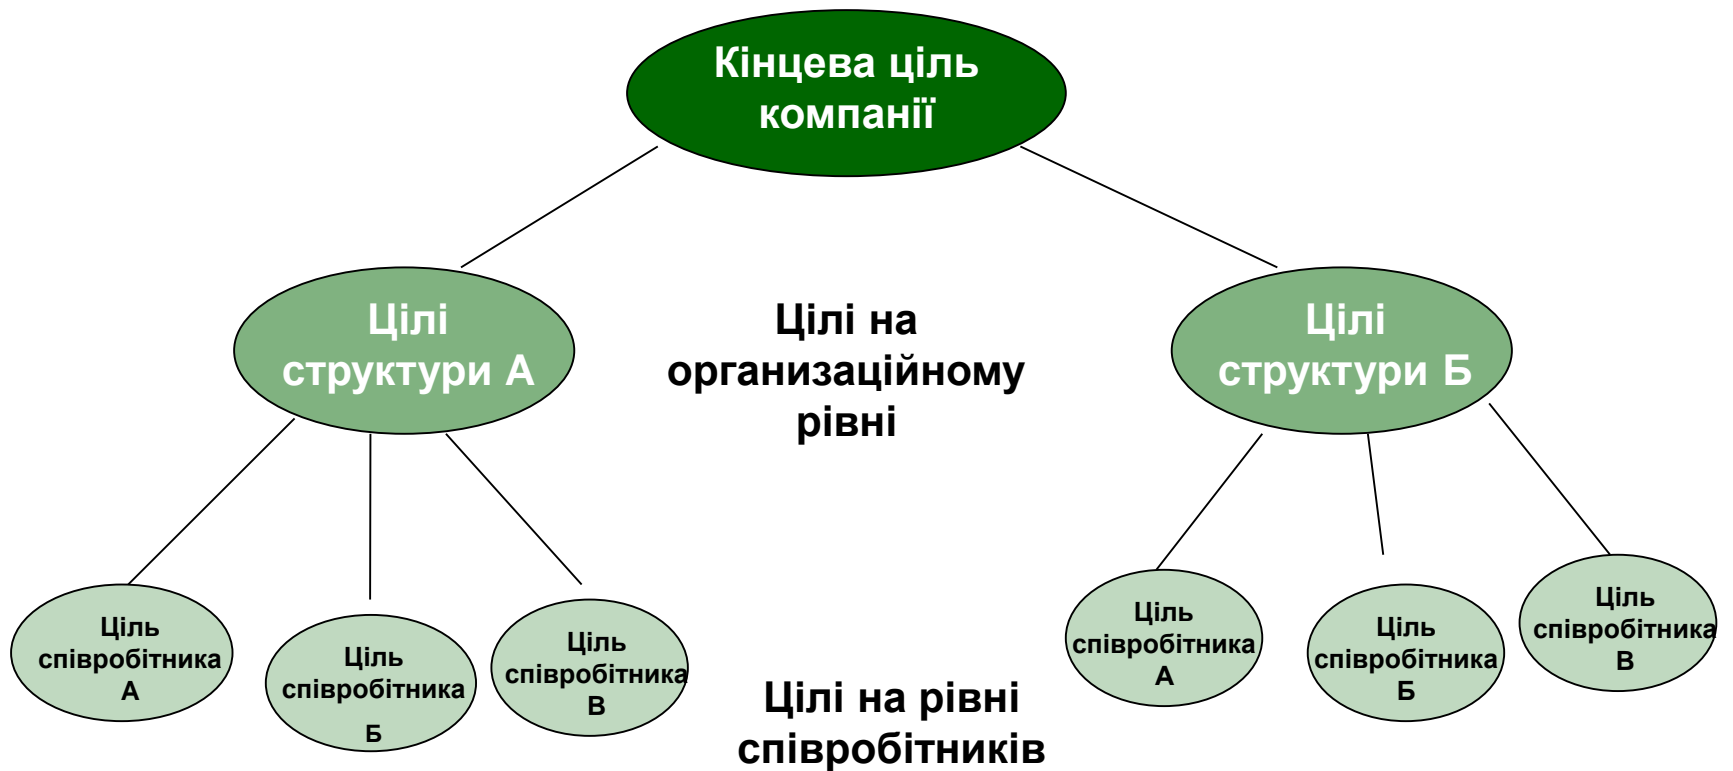 Кінцева ціль
компанії
Цілі
структури А
Цілі на
организаційному
рівні
Цілі
структури Б
Ціль
співробітника
А
Ціль
співробітника
Б
Ціль
співробітника
В
Ціль
співробітника
А
Ціль
співробітника
Б
Ціль
співробітника
В
Цілі на рівні
співробітників